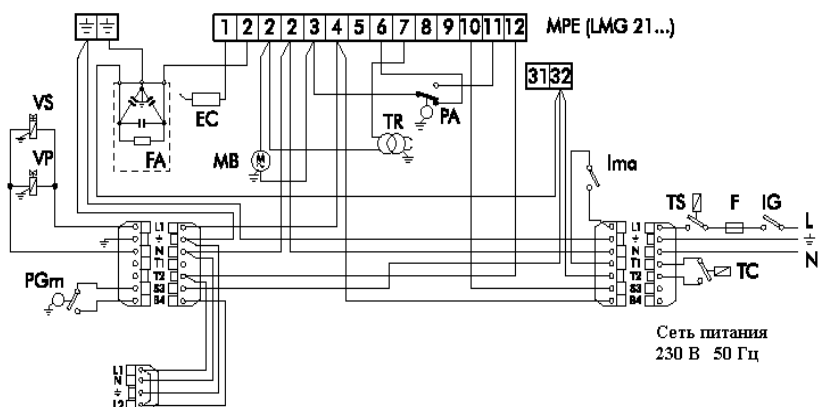 1 2 2 2 3 4 5 6 7 8 9 10 11 12 MPE (LMG 21...)
31 32
VS
EC
PA
TR
FA
MB
Ima
VP
TS F IG L
L1 L1 L1
N
N N N
T1 T1 T1
TC
T2 T2 T2
PGm
S3 S3 S3
B4 B4 B4
Сеть питания
230 В 50 Гц
L1
N
L2